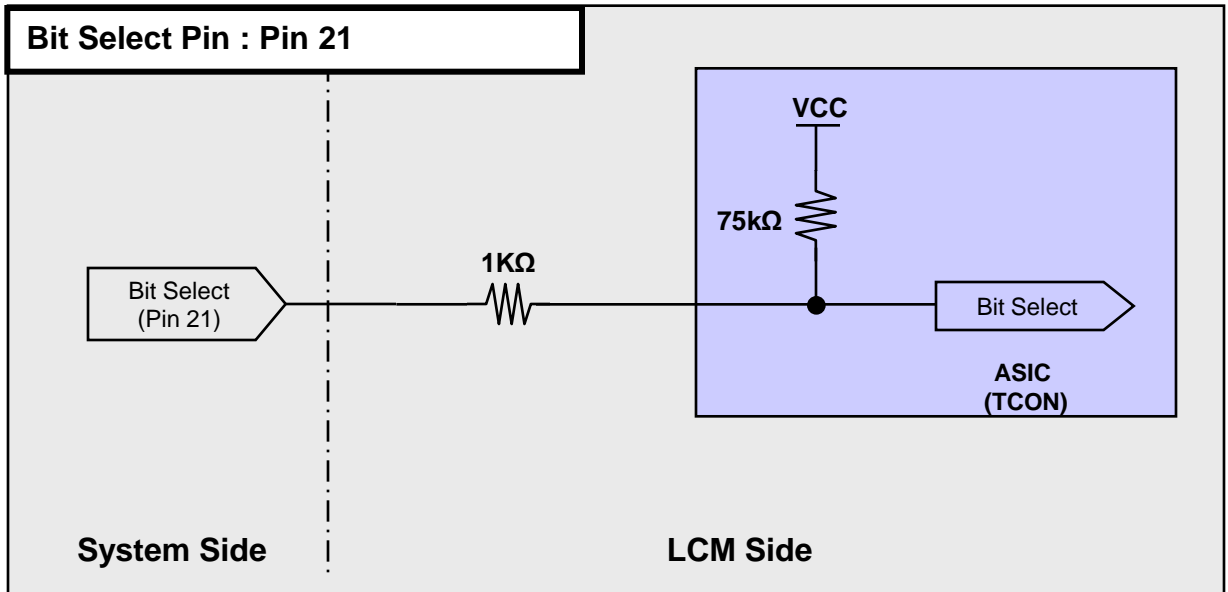 Bit Select Pin : Pin 21
VCC
75kΩ
1KΩ
Bit Select
(Pin 21)
Bit Select
ASIC
(TCON)
System Side
LCM Side